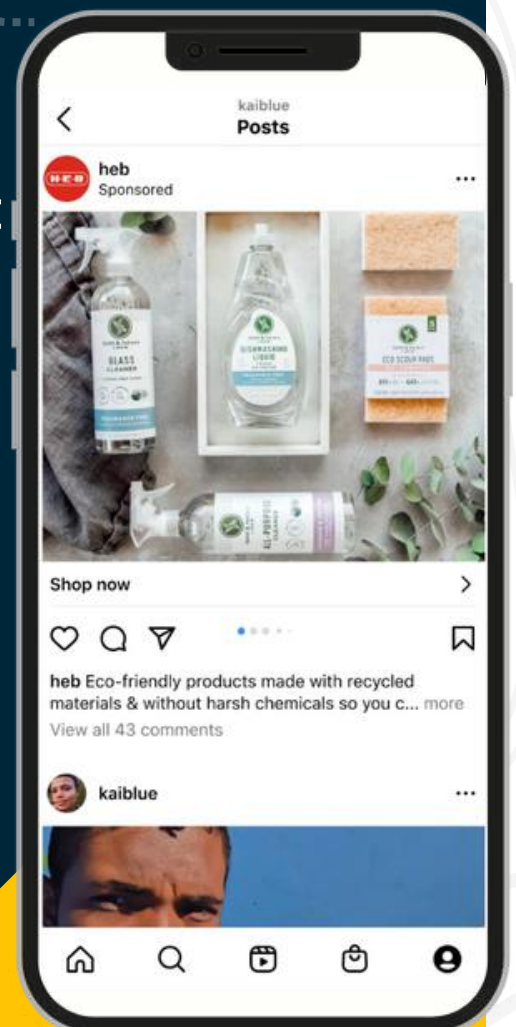 kaiblue
Posts
H-E-B
heb
Sponsored
GLASS
CLEANER
DISHWASHING
LIQUID
ECO SCOUR PADS
ALL-PURPOSE
CLEANER
Shop now
heb Eco-friendly products made with recycled
materials & without harsh chemicals so you c... more
View all 43 comments
kaiblue